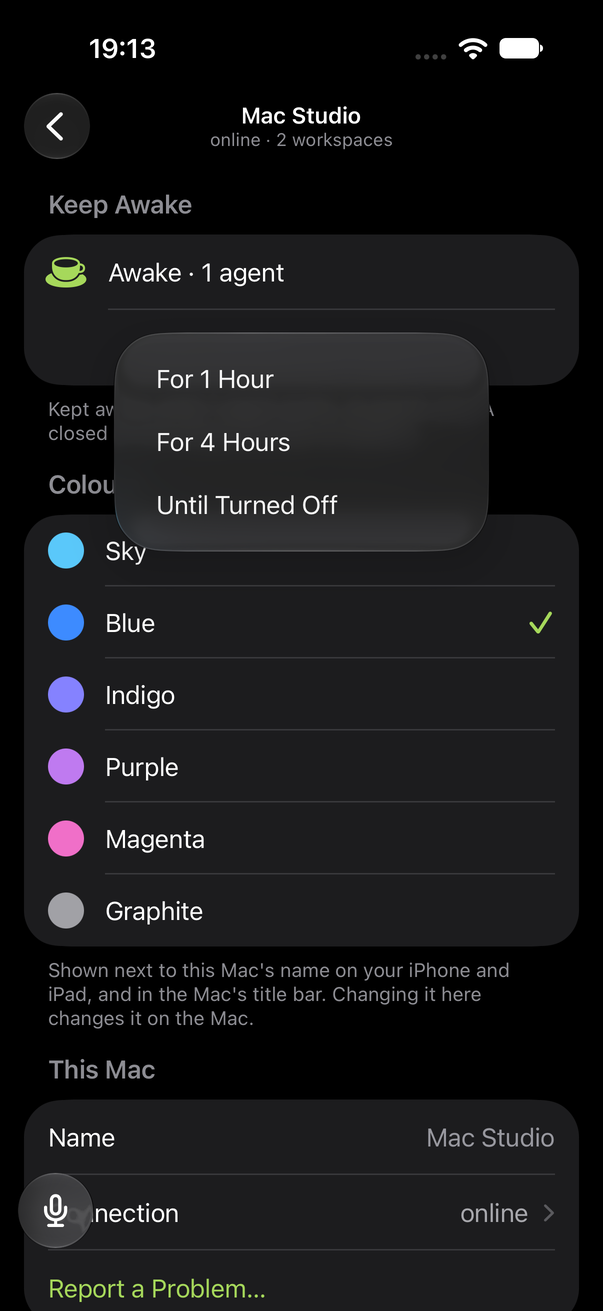 19:13
Mac Studio
online · 2 workspaces
Keep Awake
Awake · 1 agent
For 1 Hour
For 4 Hours
Until Turned Off
Kept
closed
Sky
Blue
Indigo
Purple
Magenta
Graphite
Shown next to this Mac's name on your iPhone and
iPad, and in the Mac's title bar. Changing it here
changes it on the Mac.
This Mac
Name Mac Studio
nection online
Report a Problem...